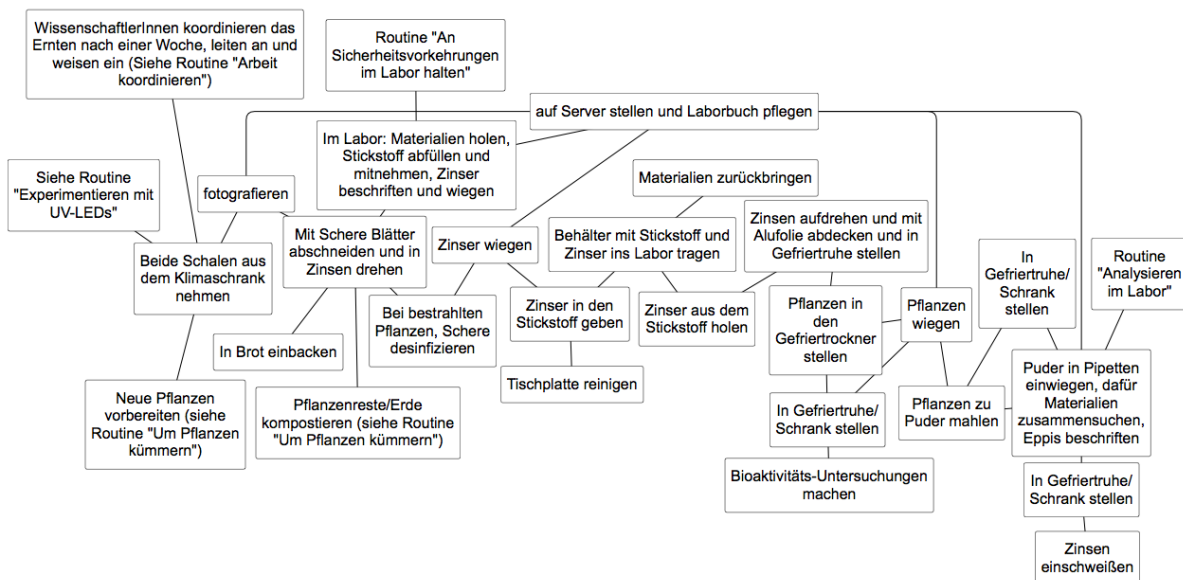 WissenschaftlerInnen koordinieren das
Ernten nach einer Woche, leiten an und
weisen ein (Siehe Routine "Arbeit
koordinieren")
Routine "An
Sicherheitsvorkehrungen
im Labor halten"
auf Server stellen und Laborbuch pflegen
Im Labor: Materialien holen,
Stickstoff abfüllen und
mitnehmen, Zinser
beschriften und wiegen
Siehe Routine
"Experimentieren mit
UV-LEDs"
fotografieren
Materialien zurückbringen
Beide Schalen aus
dem Klimaschrank
nehmen
Mit Schere Blätter
abschneiden und in
Zinsen drehen
Zinser wiegen
Behälter mit Stickstoff und
Zinser ins Labor tragen
Zinsen aufdrehen und mit
Alufolie abdecken und in
Gefriertruhe stellen
In
Gefriertruhe/
Schrank
stellen
Routine
"Analysieren
im Labor"
In Brot einbacken
Bei bestrahlten
Pflanzen, Schere
desinfizieren
Zinser in den
Stickstoff geben
Zinser aus dem
Stickstoff holen
Pflanzen in
den
Gefriertrockner
stellen
Pflanzen
wiegen
Tischplatte reinigen
Neue Pflanzen
vorbereiten (siehe
Routine "Um Pflanzen
kümmern")
Pflanzenreste/Erde
kompostieren (siehe Routine
"Um Pflanzen kümmern")
In Gefriertruhe/
Schrank stellen
Pflanzen zu
Puder mahlen
Puder in Pipetten
einwiegen, dafür
Materialien
zusammensuchen,
Eppis beschriften
Bioaktivitäts-Untersuchungen
machen
In Gefriertruhe/
Schrank stellen
Zinsen
einschweißen